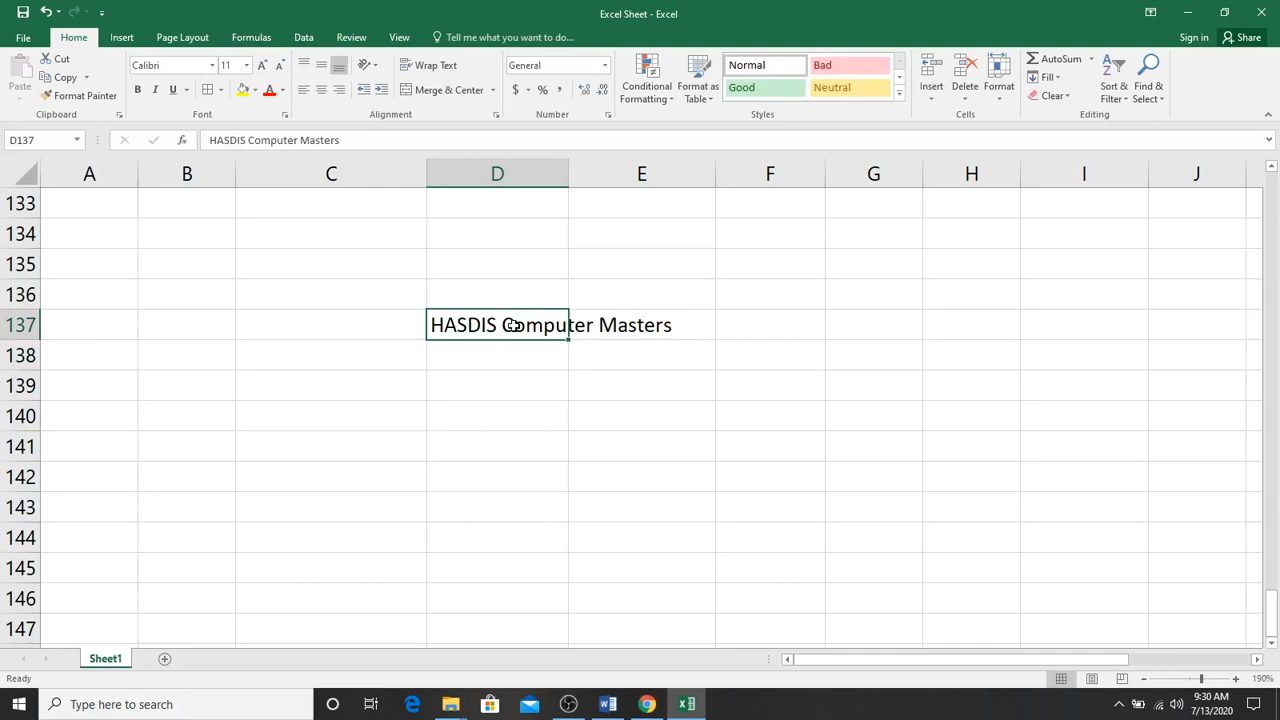 Excel Sheet - Excel
File Home Insert Page Layout Formulas Data Review View Tell me what you want to do... Sign in Share
Cut
Copy
Format Painter
Paste
Clipboard
Calibri 11 A A
B I U A
Font
Wrap Text
Merge & Center
Alignment
General
$ % ,
Number
Conditional Formatting
Format as Table
Normal Bad
Good Neutral
Styles
Insert Delete Format
Cells
AutoSum
Fill
Clear
Sort & Filter
Find & Select
Editing
D137 fx HASDIS Computer Masters
A B C D E F G H I J
133
134
135
136
137 HASDIS Computer Masters
138
139
140
141
142
143
144
145
146
147
Sheet1
Ready 190%
Type here to search
9:30 AM
7/13/2020